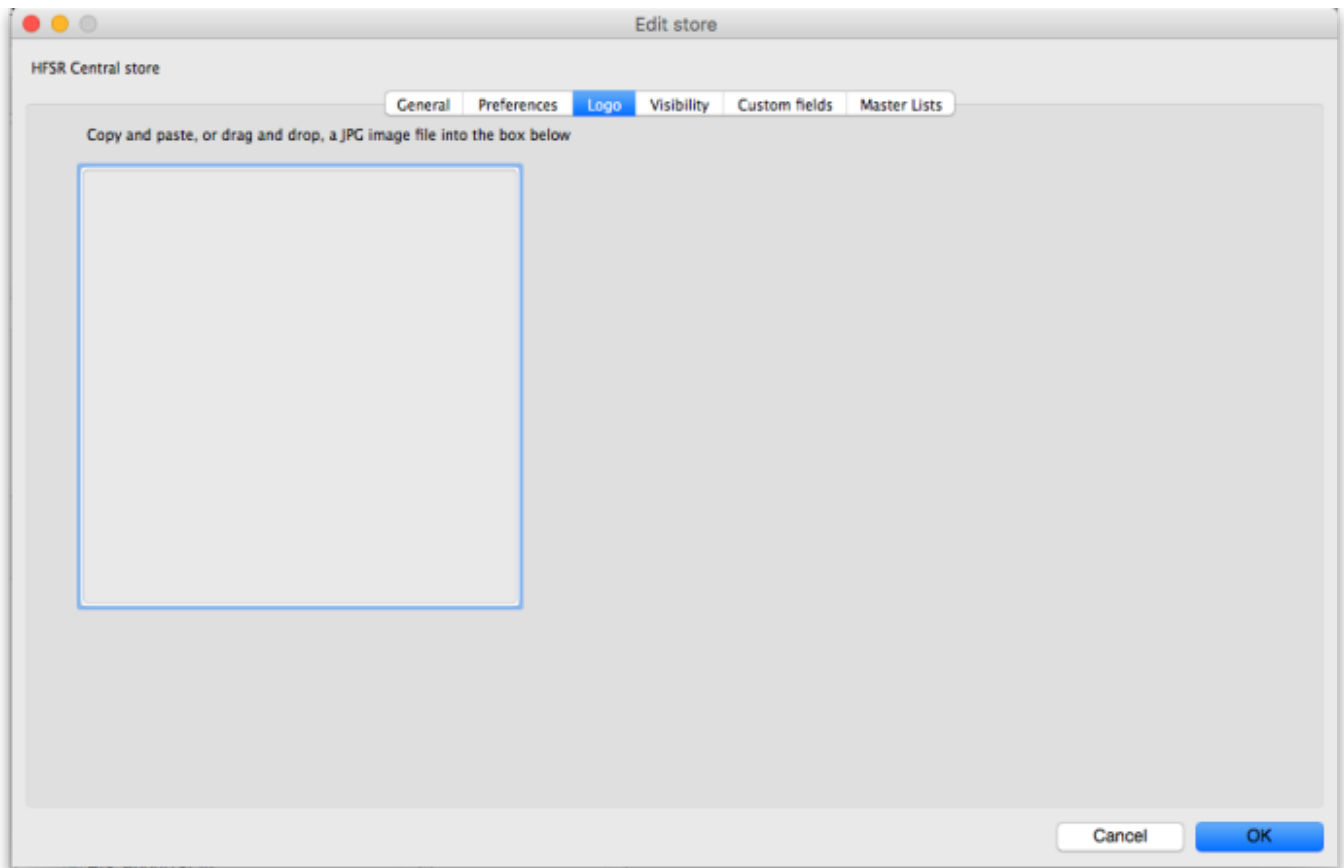 Edit store
HFSR Central store
General Preferences Logo Visibility Custom fields Master Lists
Copy and paste, or drag and drop, a JPG image file into the box below
Cancel OK